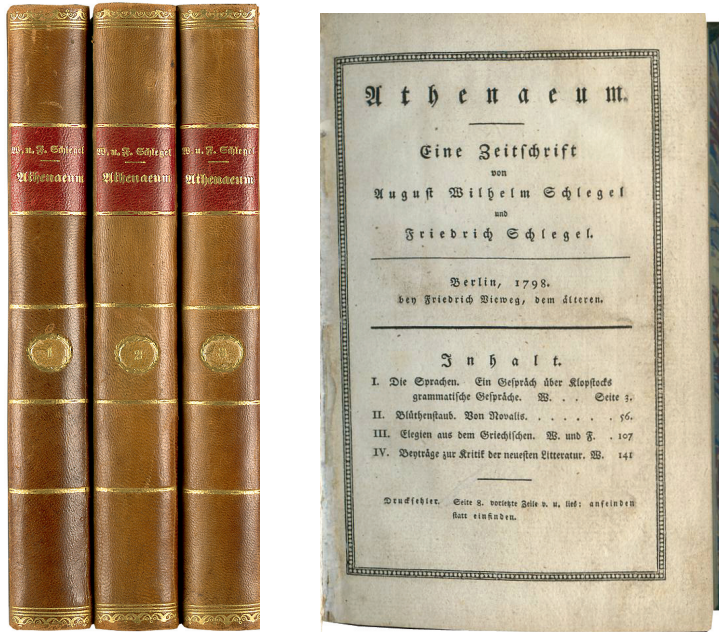 W. u. F. Schlegel
Athenaeum
I
W. u. F. Schlegel
Athenaeum
II
W. u. F. Schlegel
Athenaeum
III
Athenaeum.
Eine Zeitschrift
von
August Wilhelm Schlegel
und
Friedrich Schlegel.
Berlin, 1798.
bey Friedrich Vieweg, dem älteren.
Inhalt.
I. Die Sprachen. Ein Gespräch über Klopstocks
grammatische Gespräche. W. . . Seite 3.
II. Blüthenstaub. Von Novalis. . . . . . . 56.
III. Elegien aus dem Griechischen. W. und F. . 107
IV. Beyträge zur Kritik der neuesten Litteratur. W. 141
Druckfehler. Seite 8. vorletzte Zeile v. u. lies: anfeinden
statt einfinden.